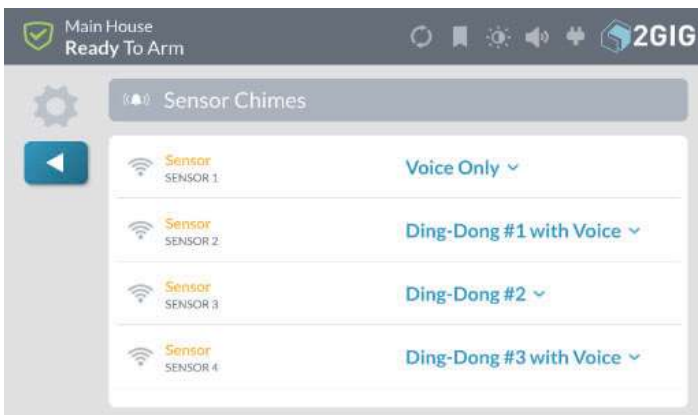 Main House
Ready To Arm
2GIG
Sensor Chimes
Sensor
SENSOR 1
Voice Only
Sensor
SENSOR 2
Ding-Dong #1 with Voice
Sensor
SENSOR 3
Ding-Dong #2
Sensor
SENSOR 4
Ding-Dong #3 with Voice